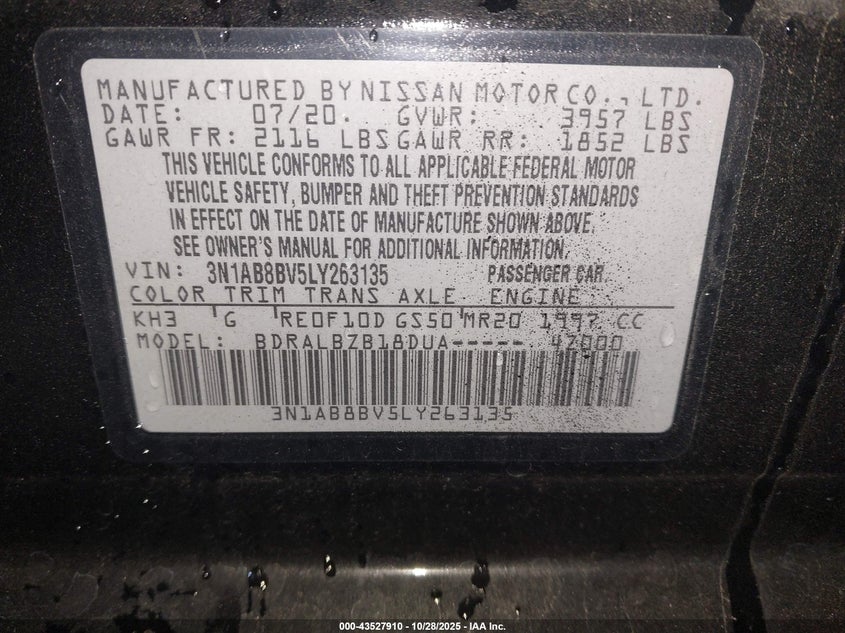 MANUFACTURED BY NISSAN MOTOR CO., LTD.
DATE: 07/20 GVWR: 3957 LBS
GAWR FR: 2116 LBS GAWR RR: 1852 LBS
THIS VEHICLE CONFORMS TO ALL APPLICABLE FEDERAL MOTOR
VEHICLE SAFETY, BUMPER AND THEFT PREVENTION STANDARDS
IN EFFECT ON THE DATE OF MANUFACTURE SHOWN ABOVE.
SEE OWNER'S MANUAL FOR ADDITIONAL INFORMATION.
VIN: 3N1AB8BV5LY263135 PASSENGER CAR
COLOR TRIM TRANS AXLE ENGINE
KH3 G RE0F10D GS50 MR20 1997 CC
MODEL: BDRALBZB18DUA----- 47000
3N1AB8BV5LY263135
000-43527910 - 10/28/2025 - IAA Inc.